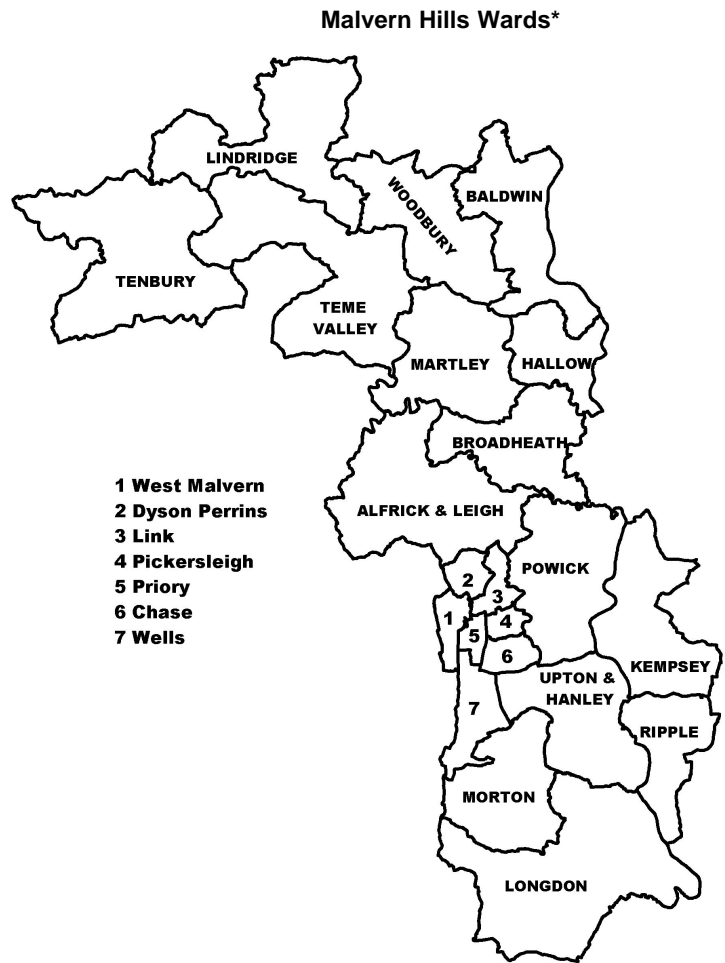 Malvern Hills Wards*
LINDRIDGE
WOODBURY
BALDWIN
TENBURY
TEME
VALLEY
MARTLEY
HALLOW
BROADHEATH
1 West Malvern
2 Dyson Perrins
3 Link
4 Pickersleigh
5 Priory
6 Chase
7 Wells
ALFRICK & LEIGH
POWICK
2
3
1
4
5
6
KEMPSEY
UPTON &
HANLEY
7
RIPPLE
MORTON
LONGDON